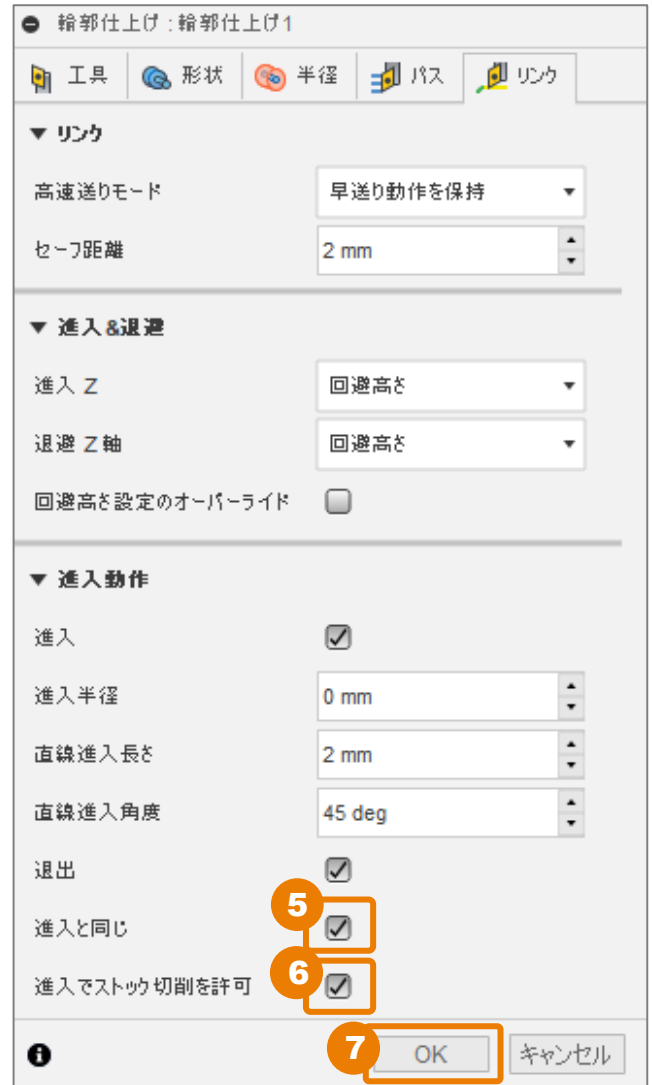 輪郭仕上げ : 輪郭仕上げ1
工具 形状 半径 パス リンク
▼ リンク
高速送りモード 早送り動作を保持
セーフ距離 2 mm
▼ 進入&退避
進入 Z 回避高さ
退避 Z 軸 回避高さ
回避高さ設定のオーバーライド
▼ 進入動作
進入
進入半径 0 mm
直線進入長さ 2 mm
直線進入角度 45 deg
退出
進入と同じ 5
進入でストック切削を許可 6
7 OK キャンセル